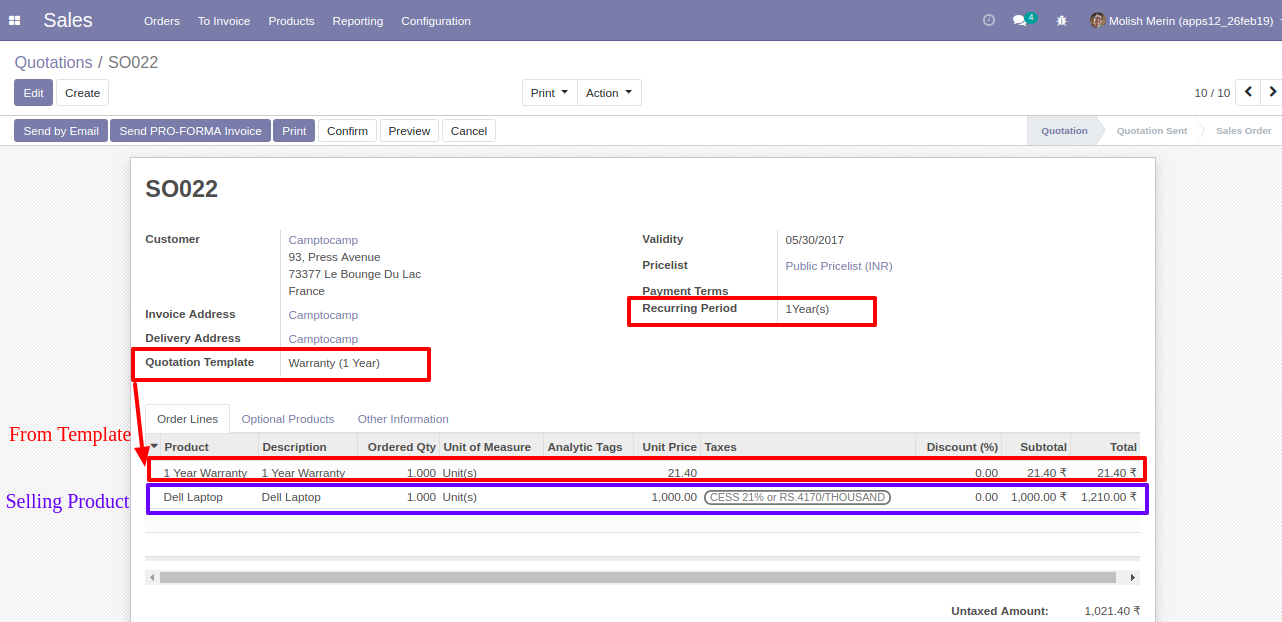 Sales Orders To Invoice Products Reporting Configuration 4 Molish Merin (apps12_26feb19)
Quotations / SO022
Edit Create Print Action 10 / 10
Send by Email Send PRO-FORMA Invoice Print Confirm Preview Cancel Quotation Quotation Sent Sales Order
SO022
Customer Camptocamp
93, Press Avenue
73377 Le Bounge Du Lac
France
Invoice Address Camptocamp
Delivery Address Camptocamp
Quotation Template Warranty (1 Year)
Validity 05/30/2017
Pricelist Public Pricelist (INR)
Payment Terms
Recurring Period 1Year(s)
Order Lines Optional Products Other Information
From Template
Product Description Ordered Qty Unit of Measure Analytic Tags Unit Price Taxes Discount (%) Subtotal Total
1 Year Warranty 1 Year Warranty 1.000 Unit(s) 21.40 0.00 21.40 ₹ 21.40 ₹
Selling Product
Dell Laptop Dell Laptop 1.000 Unit(s) 1,000.00 CESS 21% or RS.4170/THOUSAND 0.00 1,000.00 ₹ 1,210.00 ₹
Untaxed Amount: 1,021.40 ₹